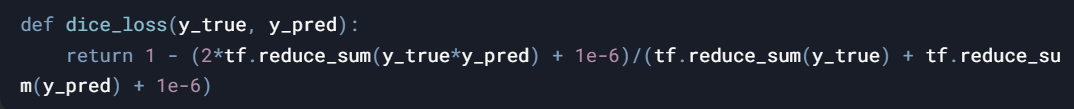 def dice_loss(y_true, y_pred):
    return 1 - (2*tf.reduce_sum(y_true*y_pred) + 1e-6)/(tf.reduce_sum(y_true) + tf.reduce_su
m(y_pred) + 1e-6)